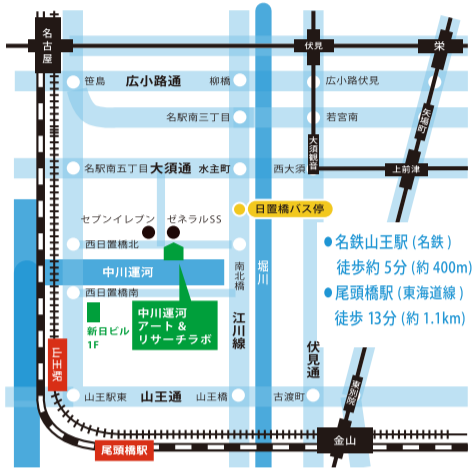 名古屋
伏見
栄
笹島
広小路通
柳橋
広小路伏見
名駅南三丁目
若宮南
矢場町
大須観音
名駅南五丁目
大須通
水主町
西大須
上前津
日置橋バス停
セブンイレブン
ゼネラルSS
西日置橋北
●名鉄山王駅(名鉄)
徒歩約5分(約400m)
●尾頭橋駅(東海道線)
徒歩13分(約1.1km)
中川運河
南北橋
堀川
西日置橋南
中川運河
アート&
リサーチラボ
新日ビル
1F
江川線
伏見通
山王駅
東別院
山王駅東
山王通
山王橋
古渡町
尾頭橋駅
金山